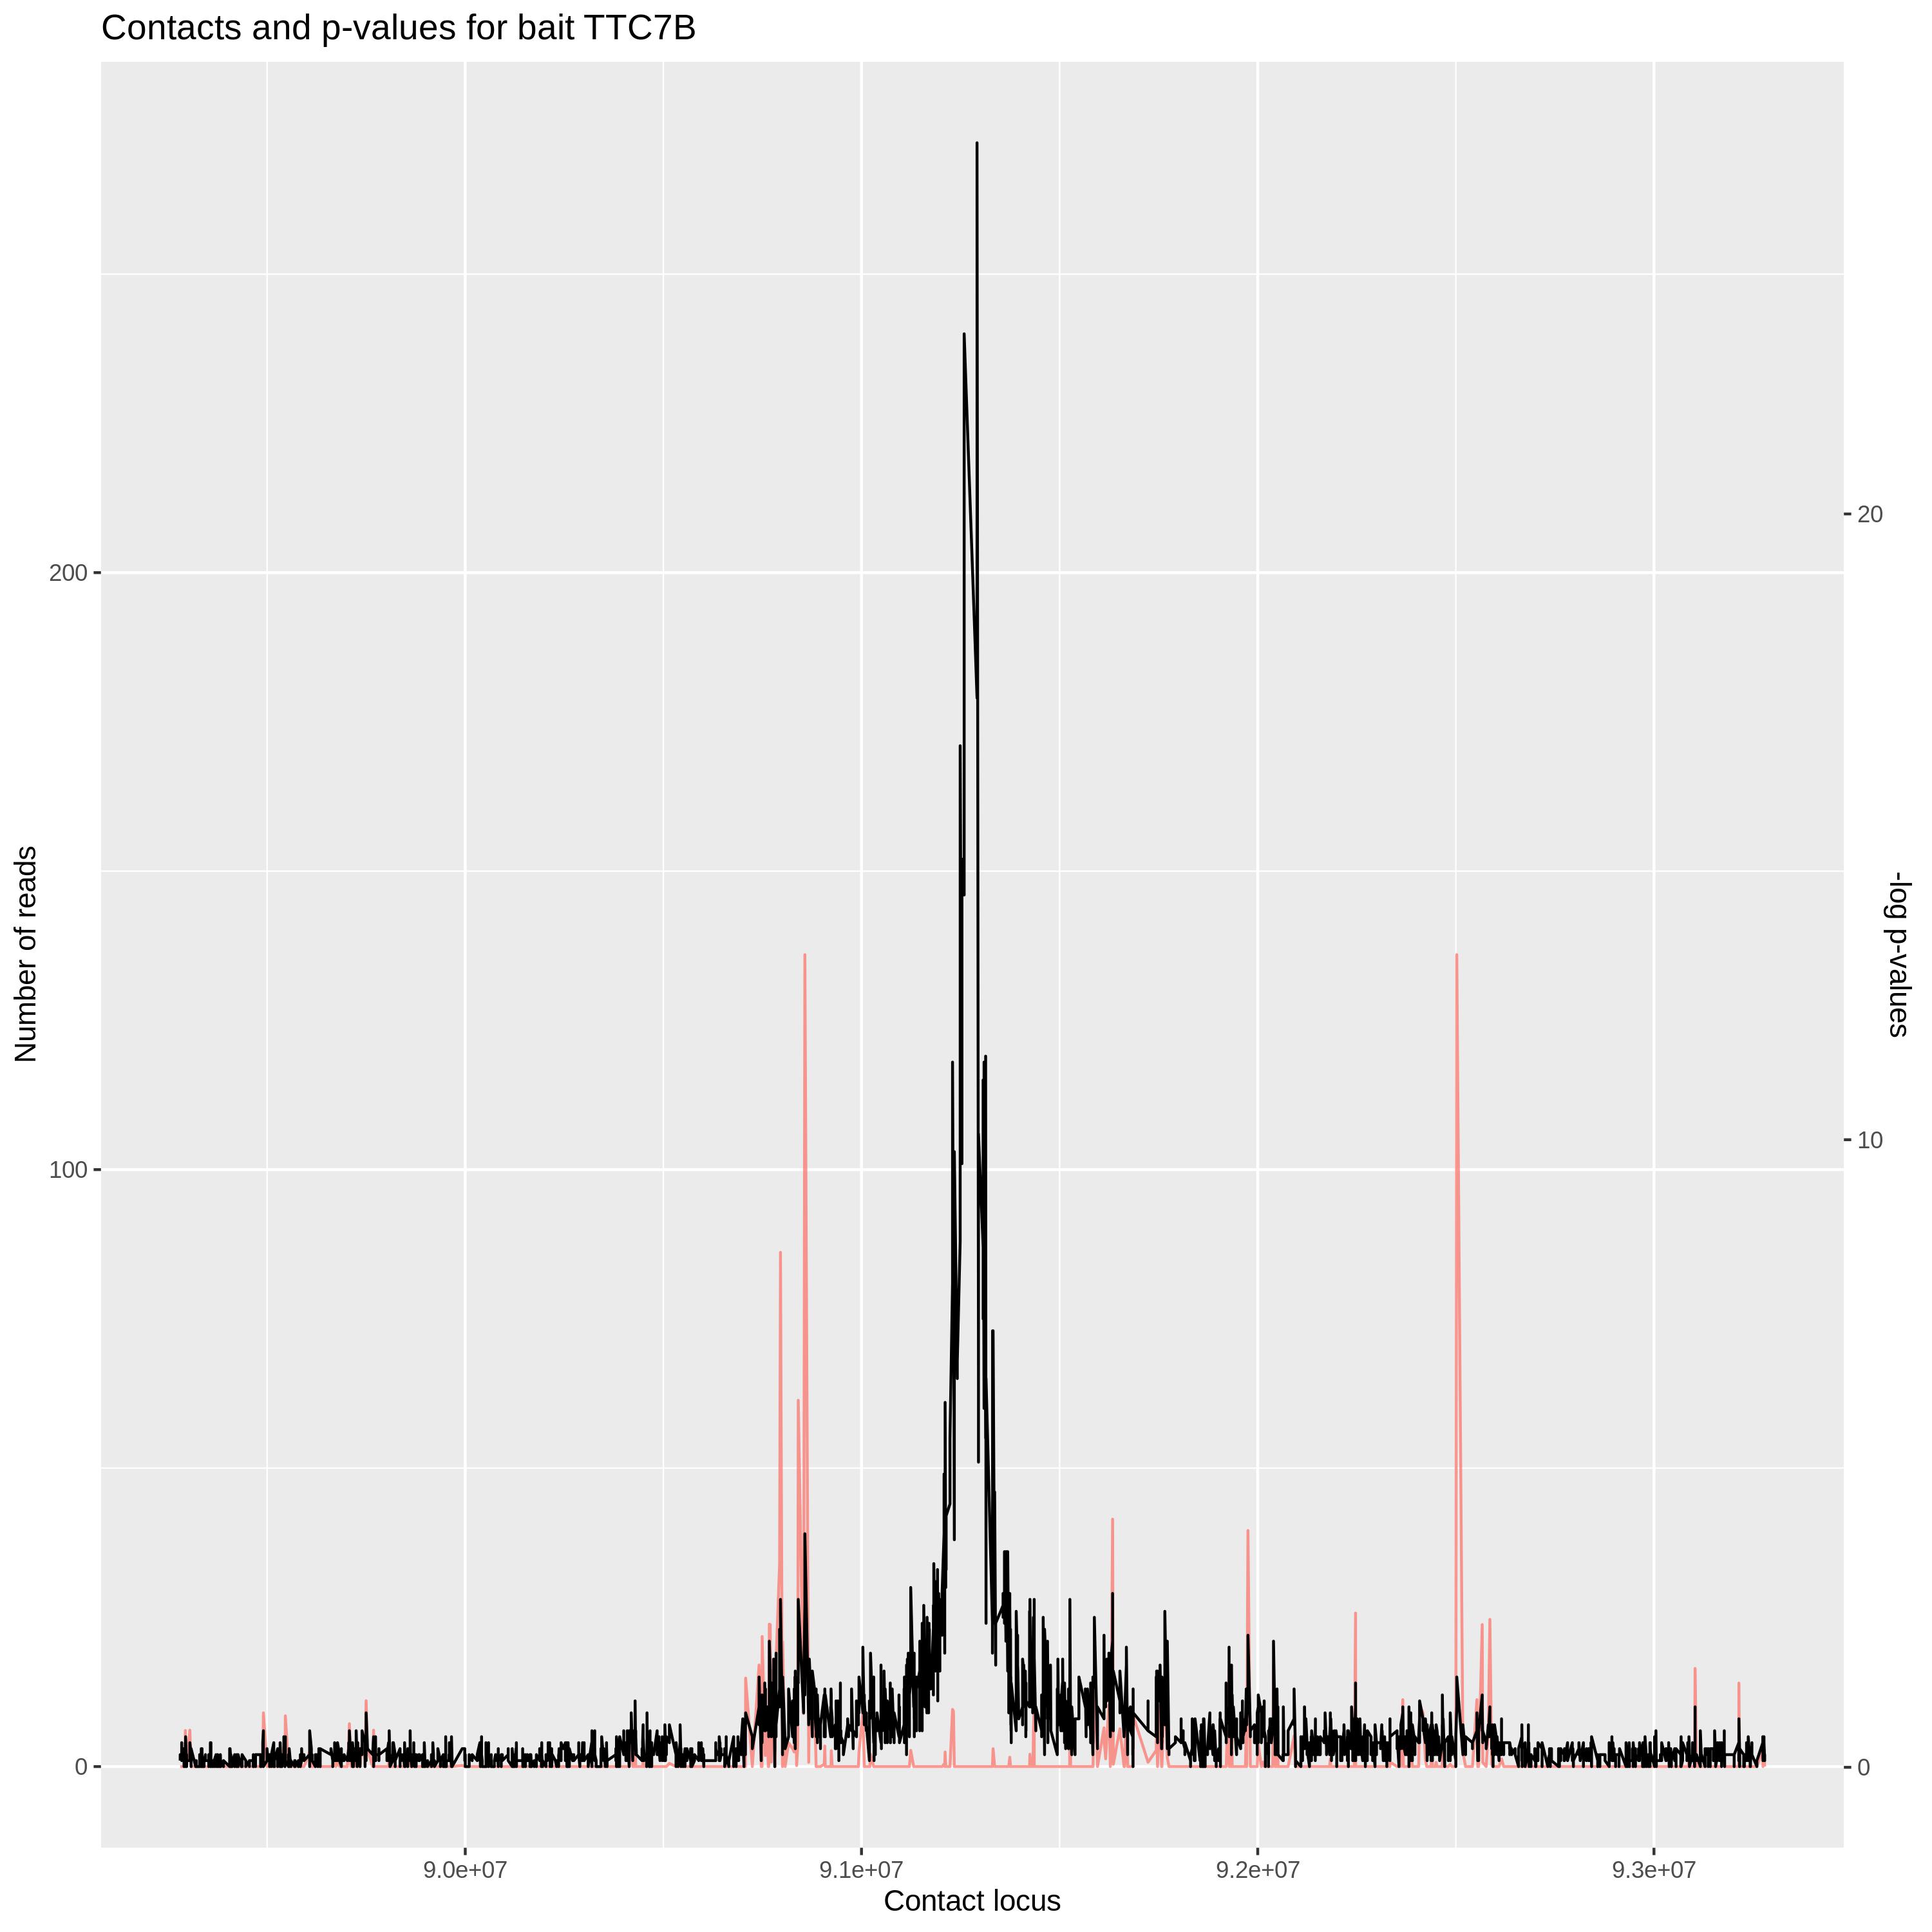 Contacts and p-values for bait TTC7B
Number of reads
200
100
0
20
10
0
-log p-values
9.0e+07
9.1e+07
9.2e+07
9.3e+07
Contact locus